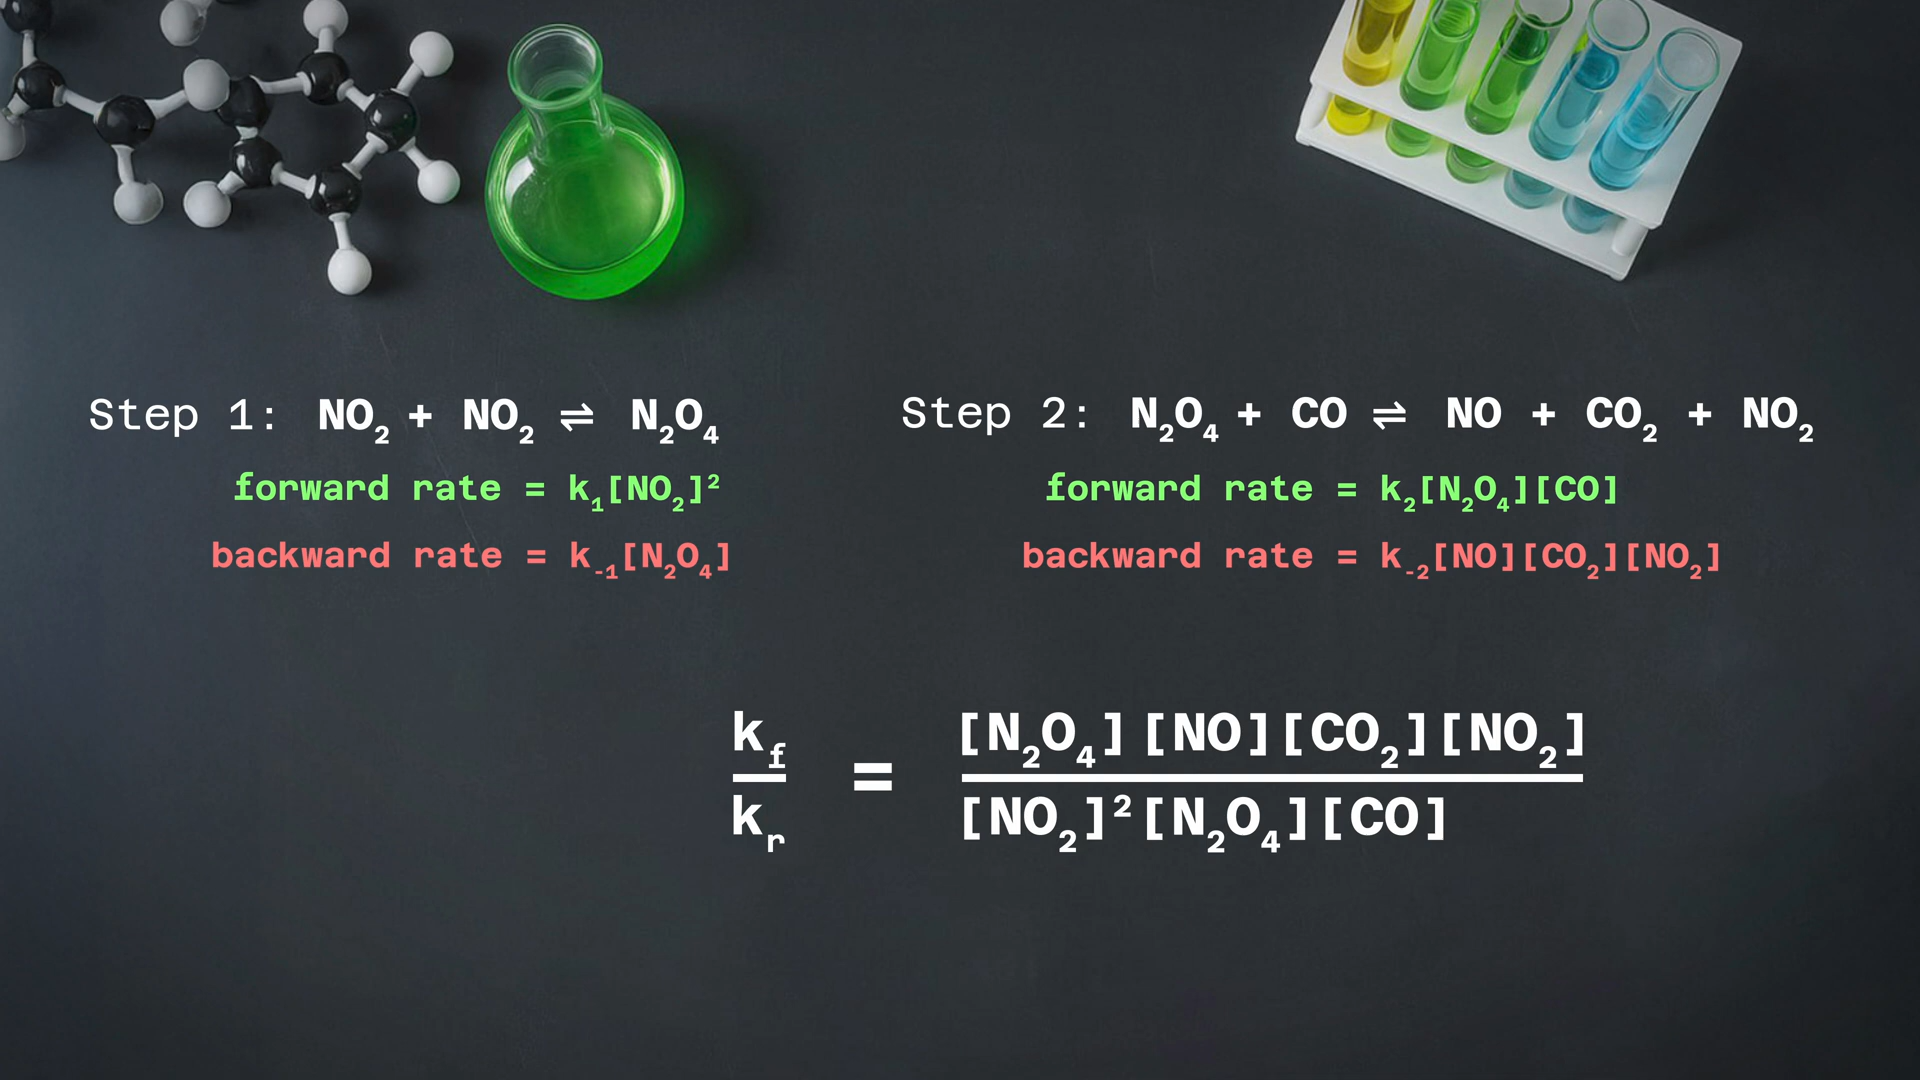 Step 1: NO₂ + NO₂ ⇌ N₂O₄
forward rate = k₁[NO₂]²
backward rate = k₋₁[N₂O₄]
Step 2: N₂O₄ + CO ⇌ NO + CO₂ + NO₂
forward rate = k₂[N₂O₄][CO]
backward rate = k₋₂[NO][CO₂][NO₂]
k_f / k_r = [N₂O₄][NO][CO₂][NO₂] / [NO₂]²[N₂O₄][CO]